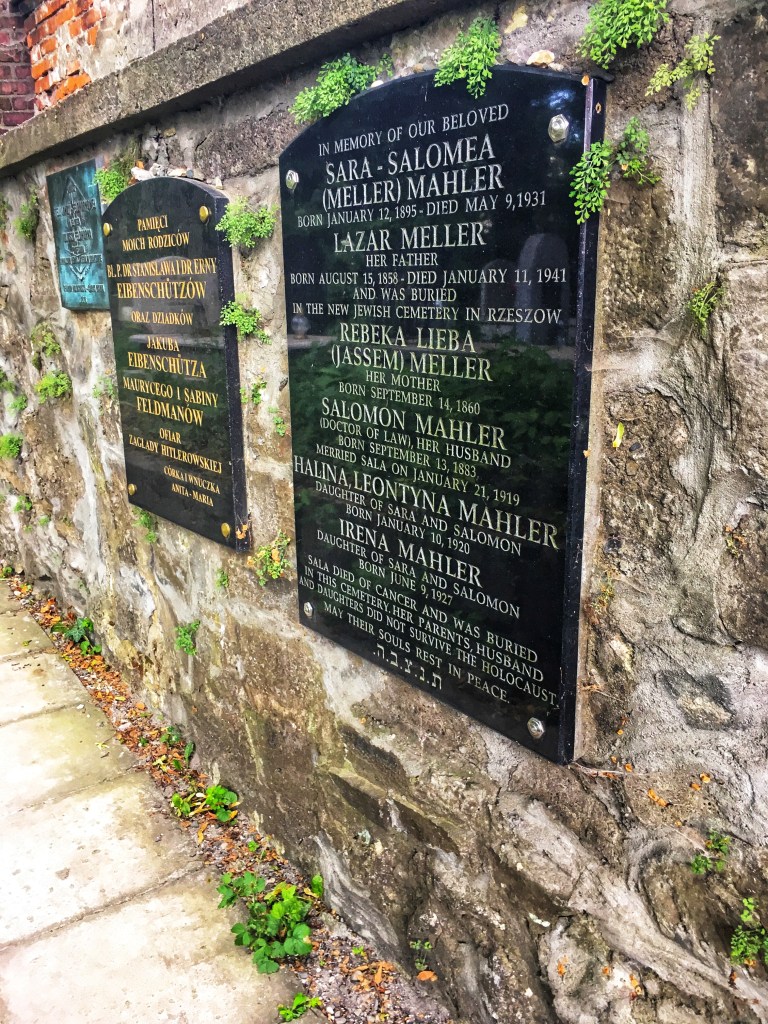 PAMIĘCI
MOICH RODZICÓW
BŁ. P. DR STANISŁAWA I DR ERNY
EIBENSCHÜTZÓW
ORAZ DZIADKÓW
JAKUBA
EIBENSCHÜTZA
MAURYCEGO I SABINY
FELDMANÓW
OFIAR
ZAGŁADY HITLEROWSKIEJ
CÓRKA I WNUCZKA
ANITA - MARIA
IN MEMORY OF OUR BELOVED
SARA - SALOMEA
(MELLER) MAHLER
BORN JANUARY 12, 1895 - DIED MAY 9, 1931
LAZAR MELLER
HER FATHER
BORN AUGUST 15, 1858 - DIED JANUARY 11, 1941
AND WAS BURIED
IN THE NEW JEWISH CEMETERY IN RZESZOW
REBEKA LIEBA
(JASSEM) MELLER
HER MOTHER
BORN SEPTEMBER 14, 1860
SALOMON MAHLER
(DOCTOR OF LAW), HER HUSBAND
BORN SEPTEMBER 13, 1883,
MERRIED SALA ON JANUARY 21, 1919
HALINA, LEONTYNA MAHLER
DAUGHTER OF SARA AND SALOMON
BORN JANUARY 10, 1920
IRENA MAHLER
DAUGHTER OF SARA AND SALOMON
BORN JUNE 9, 1927
SALA DIED OF CANCER AND WAS BURIED
IN THIS CEMETERY. HER PARENTS, HUSBAND
AND DAUGHTERS DID NOT SURVIVE THE HOLOCAUST,
MAY THEIR SOULS REST IN PEACE.
ת.נ.צ.ב.ה.